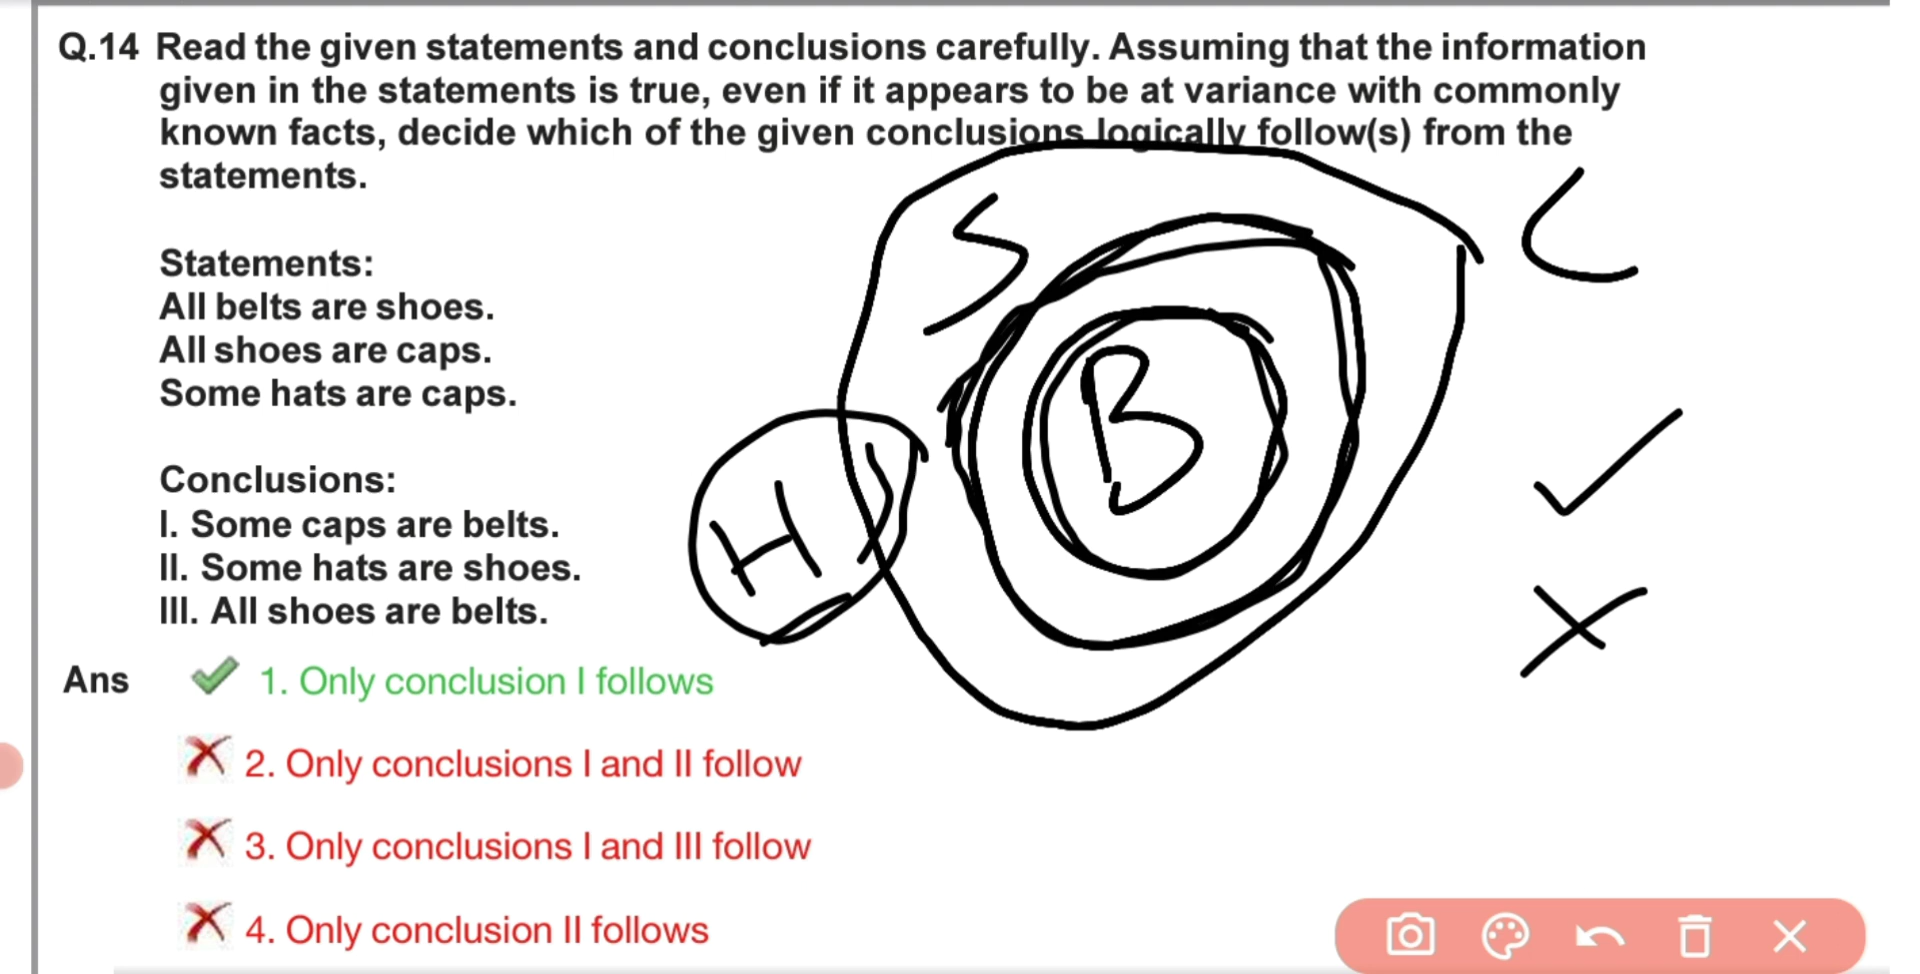 Q.14 Read the given statements and conclusions carefully. Assuming that the information
given in the statements is true, even if it appears to be at variance with commonly
known facts, decide which of the given conclusions logically follow(s) from the
statements.
Statements:
All belts are shoes.
All shoes are caps.
Some hats are caps.
Conclusions:
I. Some caps are belts.
II. Some hats are shoes.
III. All shoes are belts.
Ans
1. Only conclusion I follows
2. Only conclusions I and II follow
3. Only conclusions I and III follow
4. Only conclusion II follows
S
C
B
H